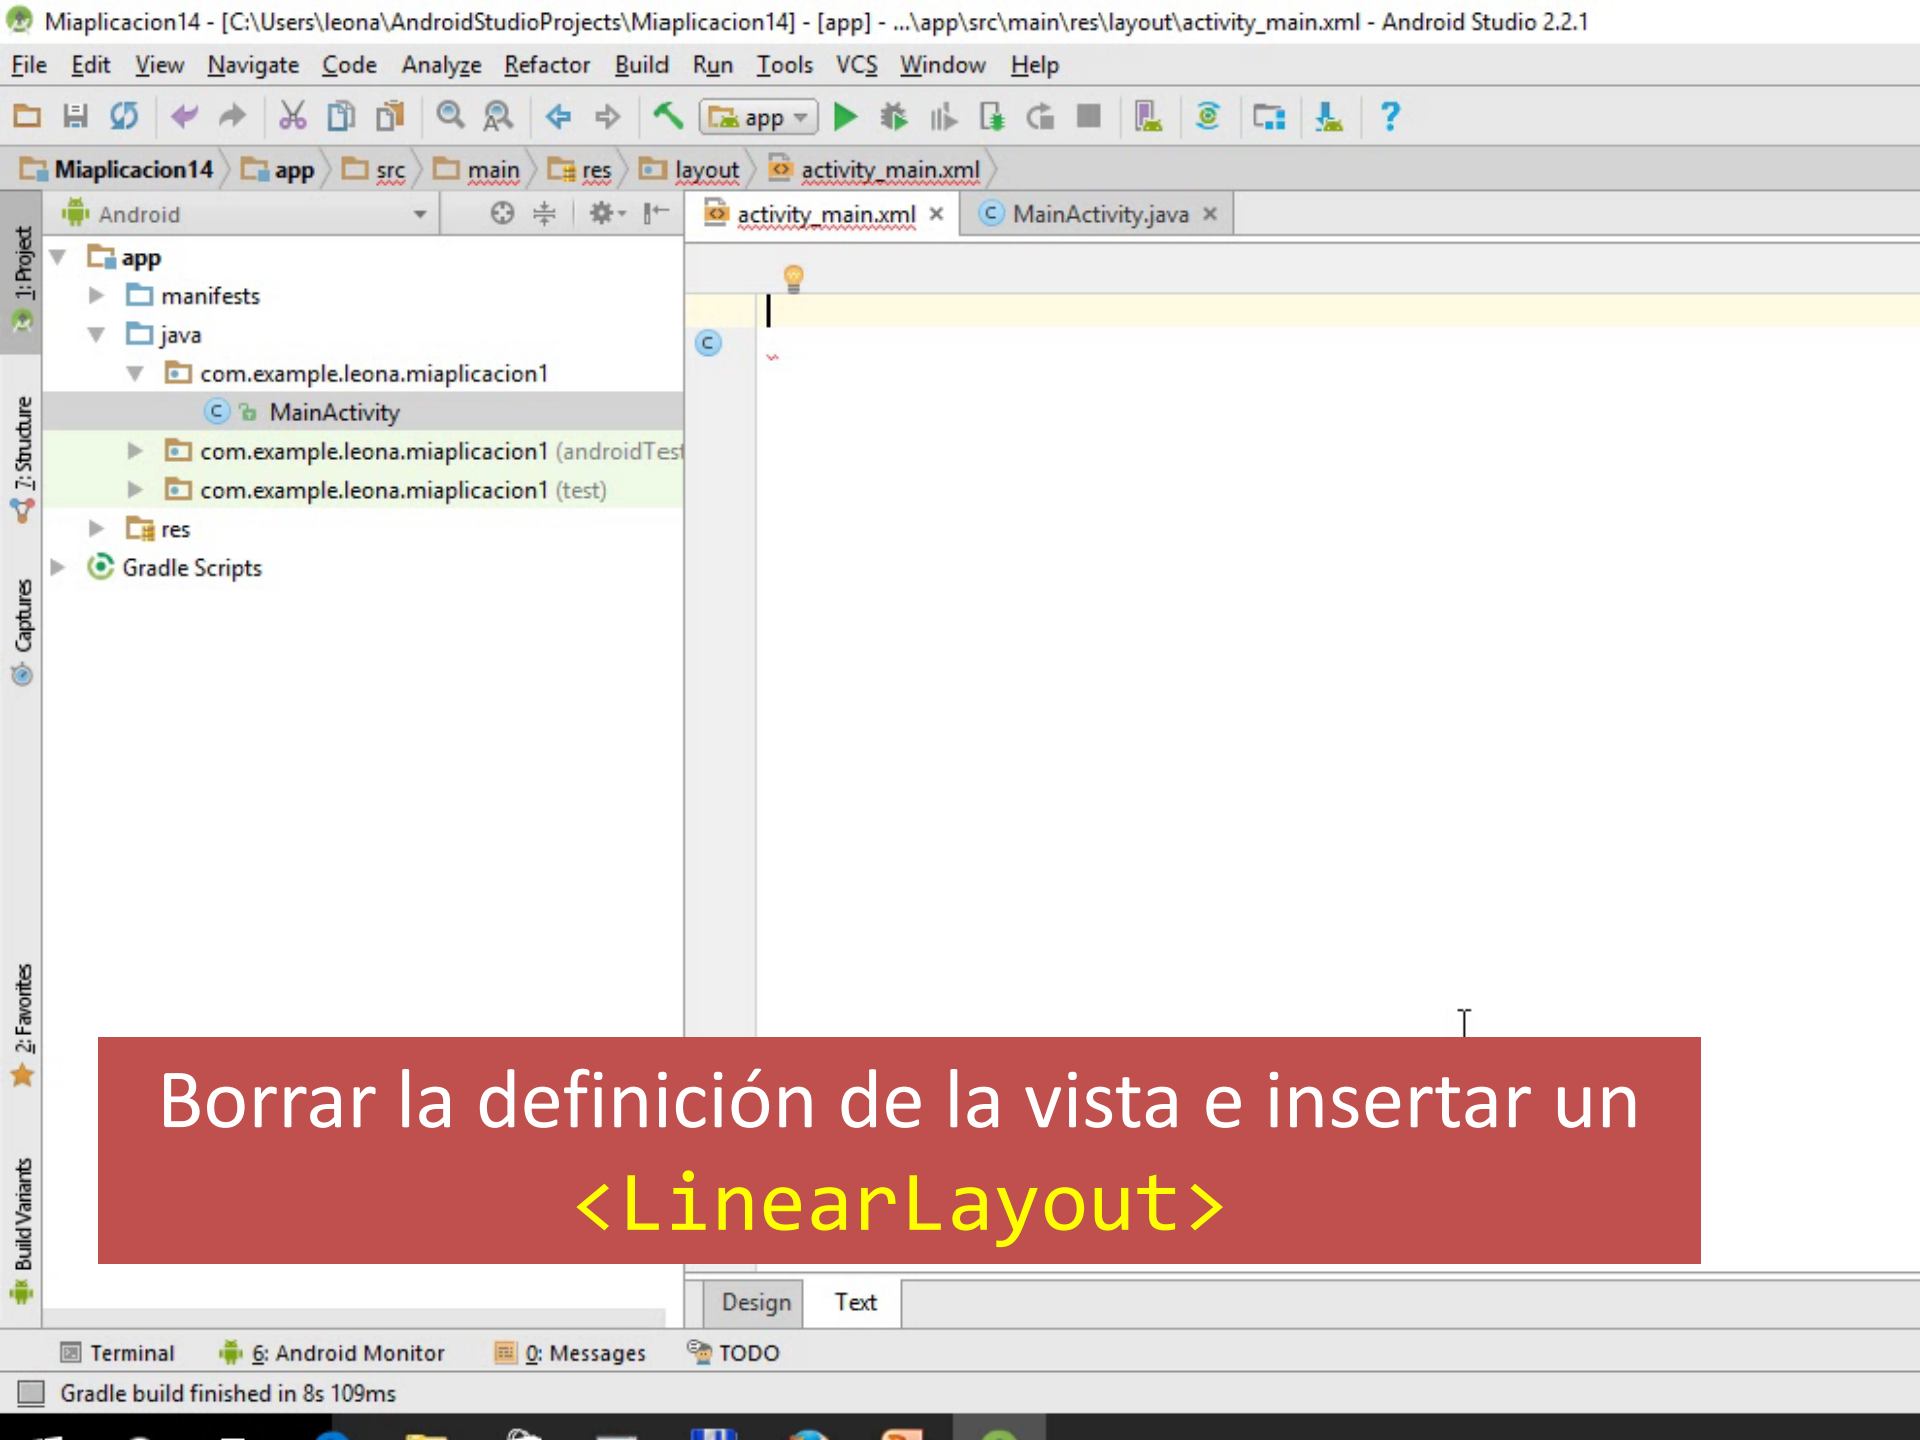 Miaplicacion14 - [C:\Users\leona\AndroidStudioProjects\Miaplicacion14] - [app] - ...\app\src\main\res\layout\activity_main.xml - Android Studio 2.2.1
File Edit View Navigate Code Analyze Refactor Build Run Tools VCS Window Help
app
Miaplicacion14 app src main res layout activity_main.xml
Android
activity_main.xml MainActivity.java
1: Project
app
manifests
java
com.example.leona.miaplicacion1
MainActivity
com.example.leona.miaplicacion1 (androidTest
com.example.leona.miaplicacion1 (test)
res
Gradle Scripts
7: Structure
Captures
2: Favorites
Build Variants
Borrar la definición de la vista e insertar un
<LinearLayout>
Design Text
Terminal 6: Android Monitor 0: Messages TODO
Gradle build finished in 8s 109ms